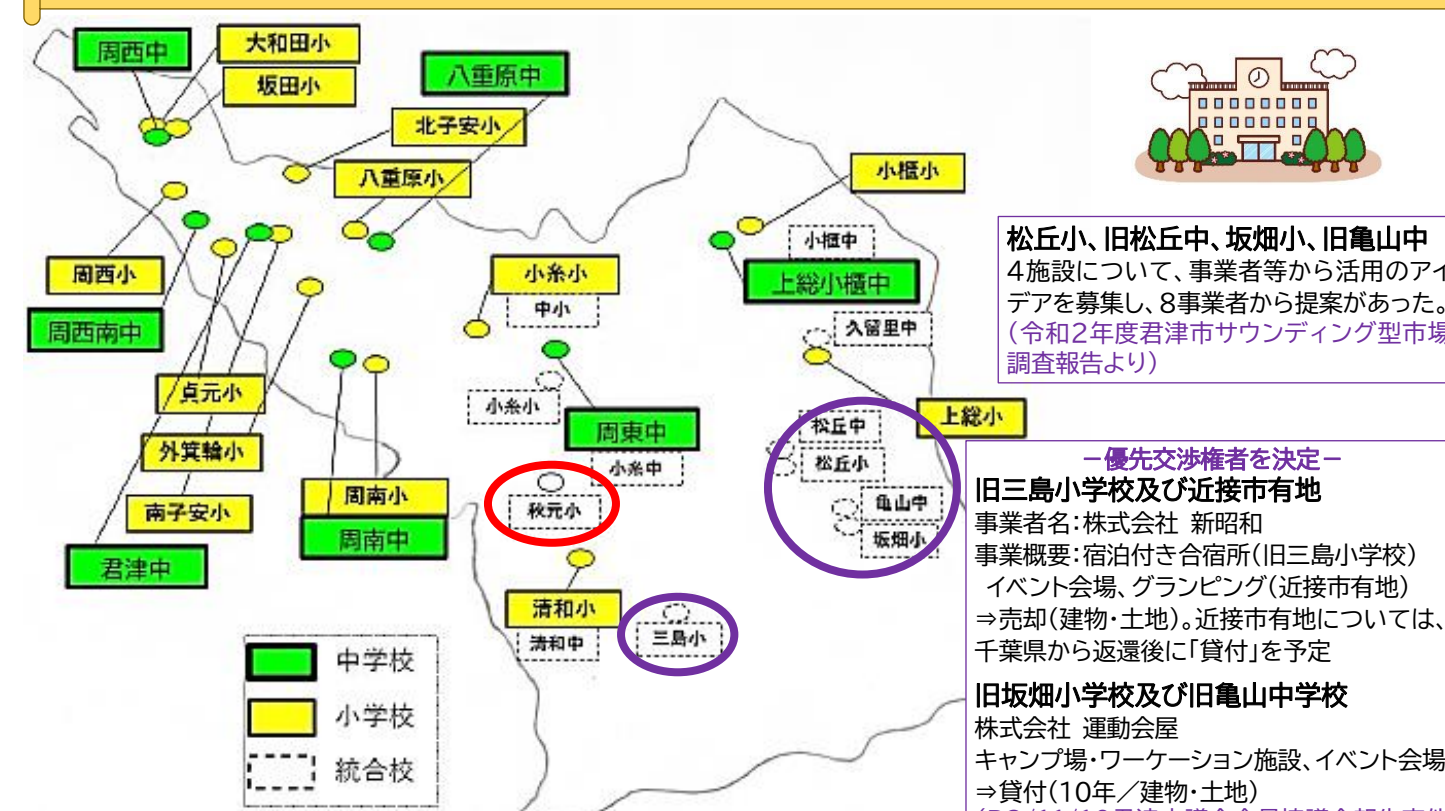 周西中
大和田小
坂田小
八重原中
北子安小
八重原小
小櫃小
小櫃中
上総小櫃中
周西小
周西南中
小糸小
中小
久留里中
貞元小
外箕輪小
南子安小
君津中
小糸小
周東中
小糸中
上総小
松丘中
松丘小
亀山中
坂畑小
周南小
周南中
秋元小
清和小
清和中
三島小
中学校
小学校
統合校
松丘小、旧松丘中、坂畑小、旧亀山中
4施設について、事業者等から活用のアイ
デアを募集し、8事業者から提案があった。
(令和2年度君津市サウンディング型市場
調査報告より)
－優先交渉権者を決定－
旧三島小学校及び近接市有地
事業者名:株式会社 新昭和
事業概要:宿泊付き合宿所(旧三島小学校)
イベント会場、グランピング(近接市有地)
⇒売却(建物・土地)。近接市有地については、
千葉県から返還後に「貸付」を予定
旧坂畑小学校及び旧亀山中学校
株式会社 運動会屋
キャンプ場・ワーケーション施設、イベント会場
⇒貸付(10年／建物・土地)